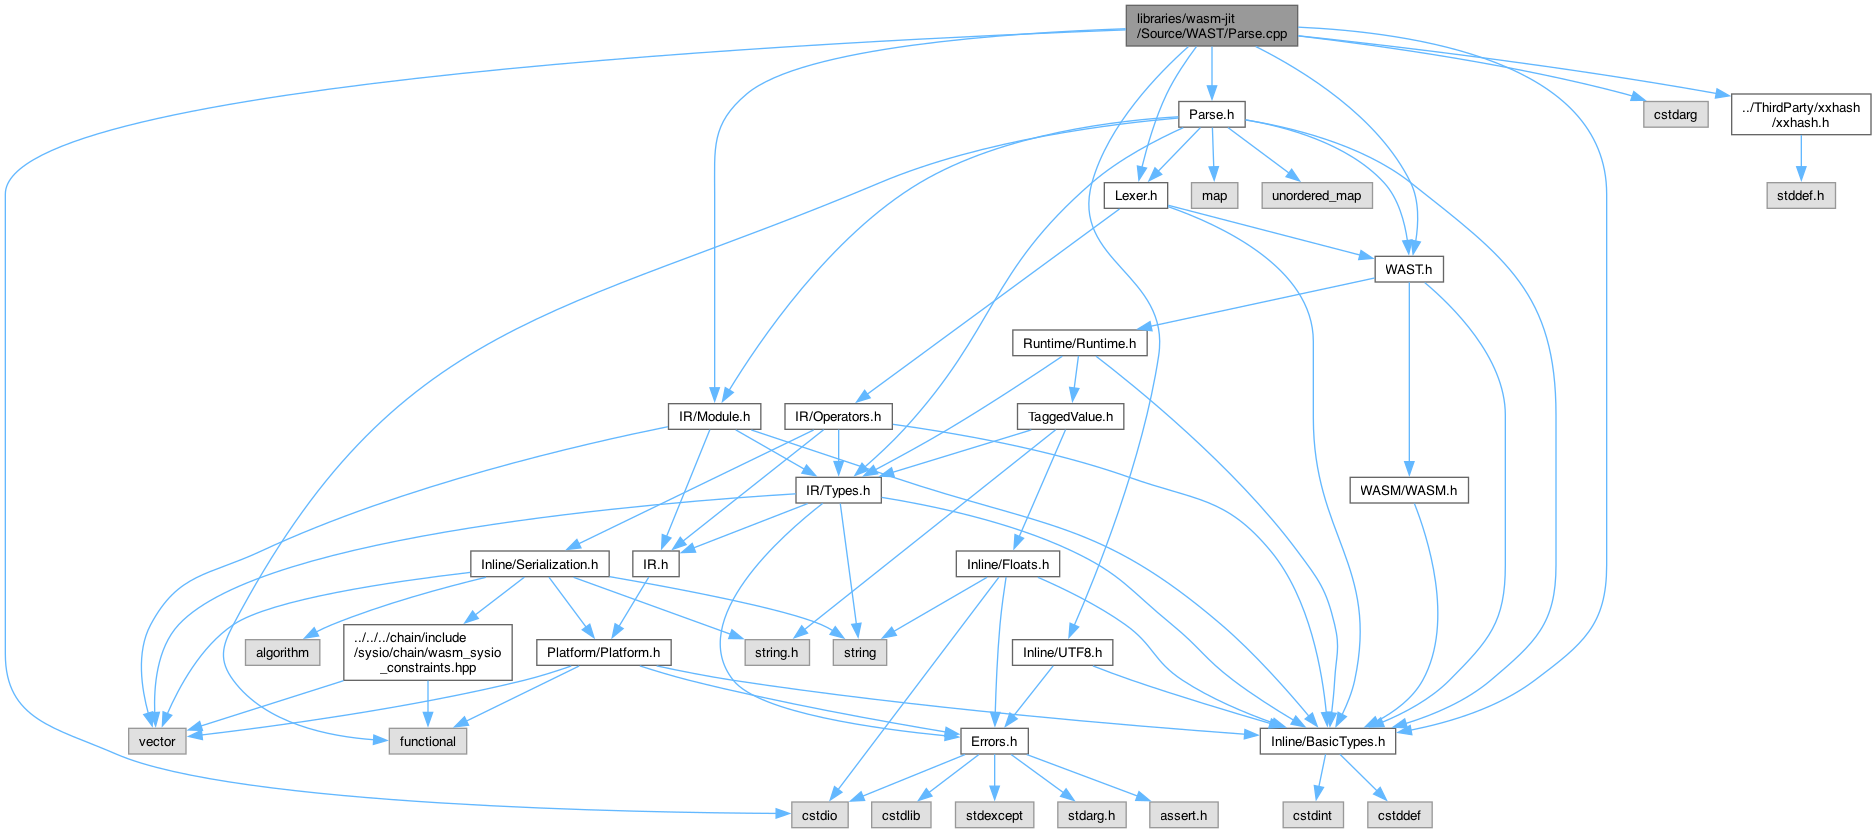 libraries/wasm-jit
/Source/WAST/Parse.cpp
Parse.h
cstdarg
../ThirdParty/xxhash
/xxhash.h
Lexer.h
map
unordered_map
stddef.h
WAST.h
Runtime/Runtime.h
IR/Module.h
IR/Operators.h
TaggedValue.h
IR/Types.h
WASM/WASM.h
Inline/Serialization.h
IR.h
Inline/Floats.h
algorithm
../../../chain/include
/sysio/chain/wasm_sysio
_constraints.hpp
Platform/Platform.h
string.h
string
Inline/UTF8.h
vector
functional
Errors.h
Inline/BasicTypes.h
cstdio
cstdlib
stdexcept
stdarg.h
assert.h
cstdint
cstddef